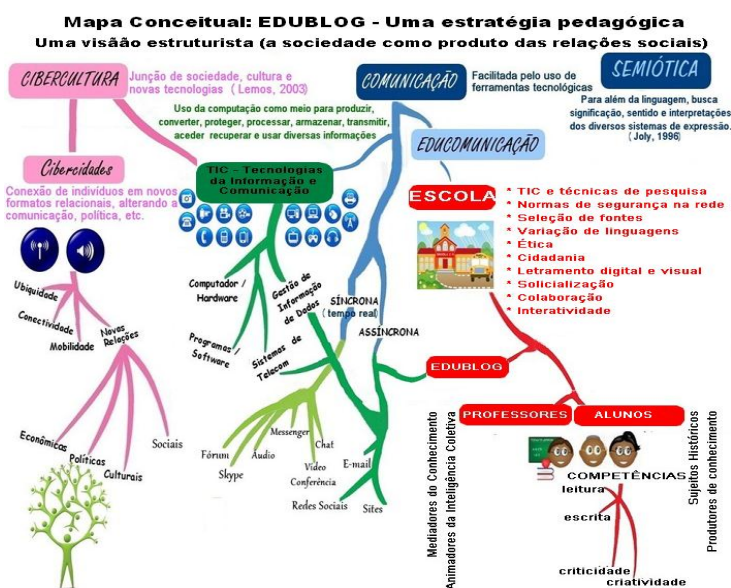 Mapa Conceitual: EDUBLOG - Uma estratégia pedagógica
Uma visãão estruturista (a sociedade como produto das relações sociais)
CIBERCULTURA
Junção de sociedade, cultura e
novas tecnologias ( Lemos, 2003)
COMUNICAÇÃO
Facilitada pelo uso de
ferramentas tecnológicas
SEMIÓTICA
Para além da linguagem, busca
significação, sentido e interpretações
dos diversos sistemas de expressão.
( Joly, 1996)
Uso da computação como meio para produzir,
converter, proteger, processar, armazenar, transmitir,
aceder recuperar e usar diversas informações
EDUCOMUNICAÇÃO
Cibercidades
Conexão de indivíduos em novos
formatos relacionais, alterando a
comunicação, política, etc.
TIC - Tecnologias
da Informação e
Comunicação
ESCOLA
* TIC e técnicas de pesquisa
* Normas de segurança na rede
* Seleção de fontes
* Variação de linguagens
* Ética
* Cidadania
* Letramento digital e visual
* Solicialização
* Colaboração
* Interatividade
Ubiquidade
Conectividade
Mobilidade
Novas
Relações
Computador /
Hardware
Programas /
Software
Gestão de
Informação
de Dados
Sistemas de
Telecom
SÍNCRONA
( tempo real)
ASSÍNCRONA
EDUBLOG
PROFESSORES
ALUNOS
Econômicas
Políticas
Culturais
Sociais
Fórum
Skype
Áudio
Messenger
Chat
Vídeo
Conferência
E-mail
Redes Sociais
Sites
Mediadores do Conhecimento
Animadores da Inteligência Coletiva
COMPETÊNCIAS
leitura
escrita
criticidade
criatividade
Sujeitos Históricos
Produtores de conhecimento